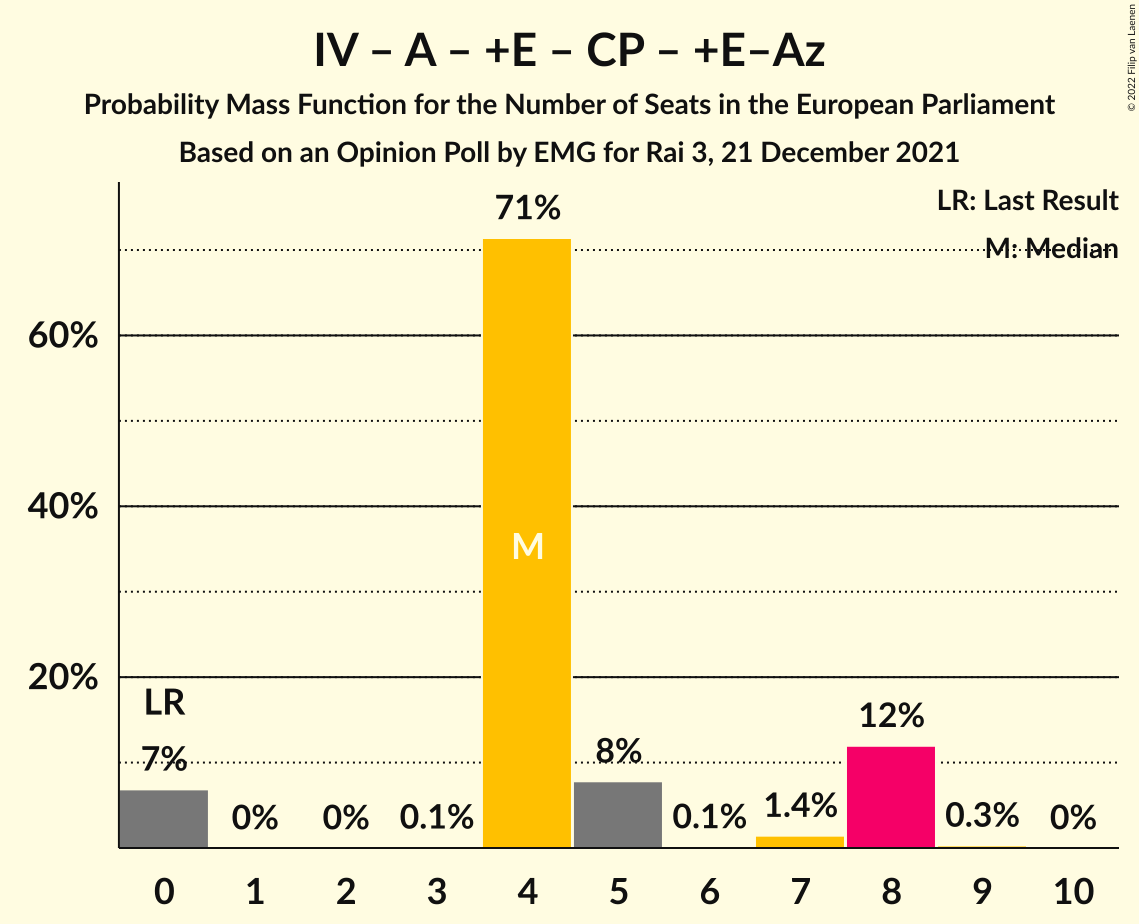 IV – A – +E – CP – +E–Az
Probability Mass Function for the Number of Seats in the European Parliament
Based on an Opinion Poll by EMG for Rai 3, 21 December 2021
© 2022 Filip van Laenen
LR: Last Result
M: Median
71%
60%
40%
20%
M
LR
7%
0%
0%
0.1%
8%
0.1%
1.4%
12%
0.3%
0%
0 1 2 3 4 5 6 7 8 9 10